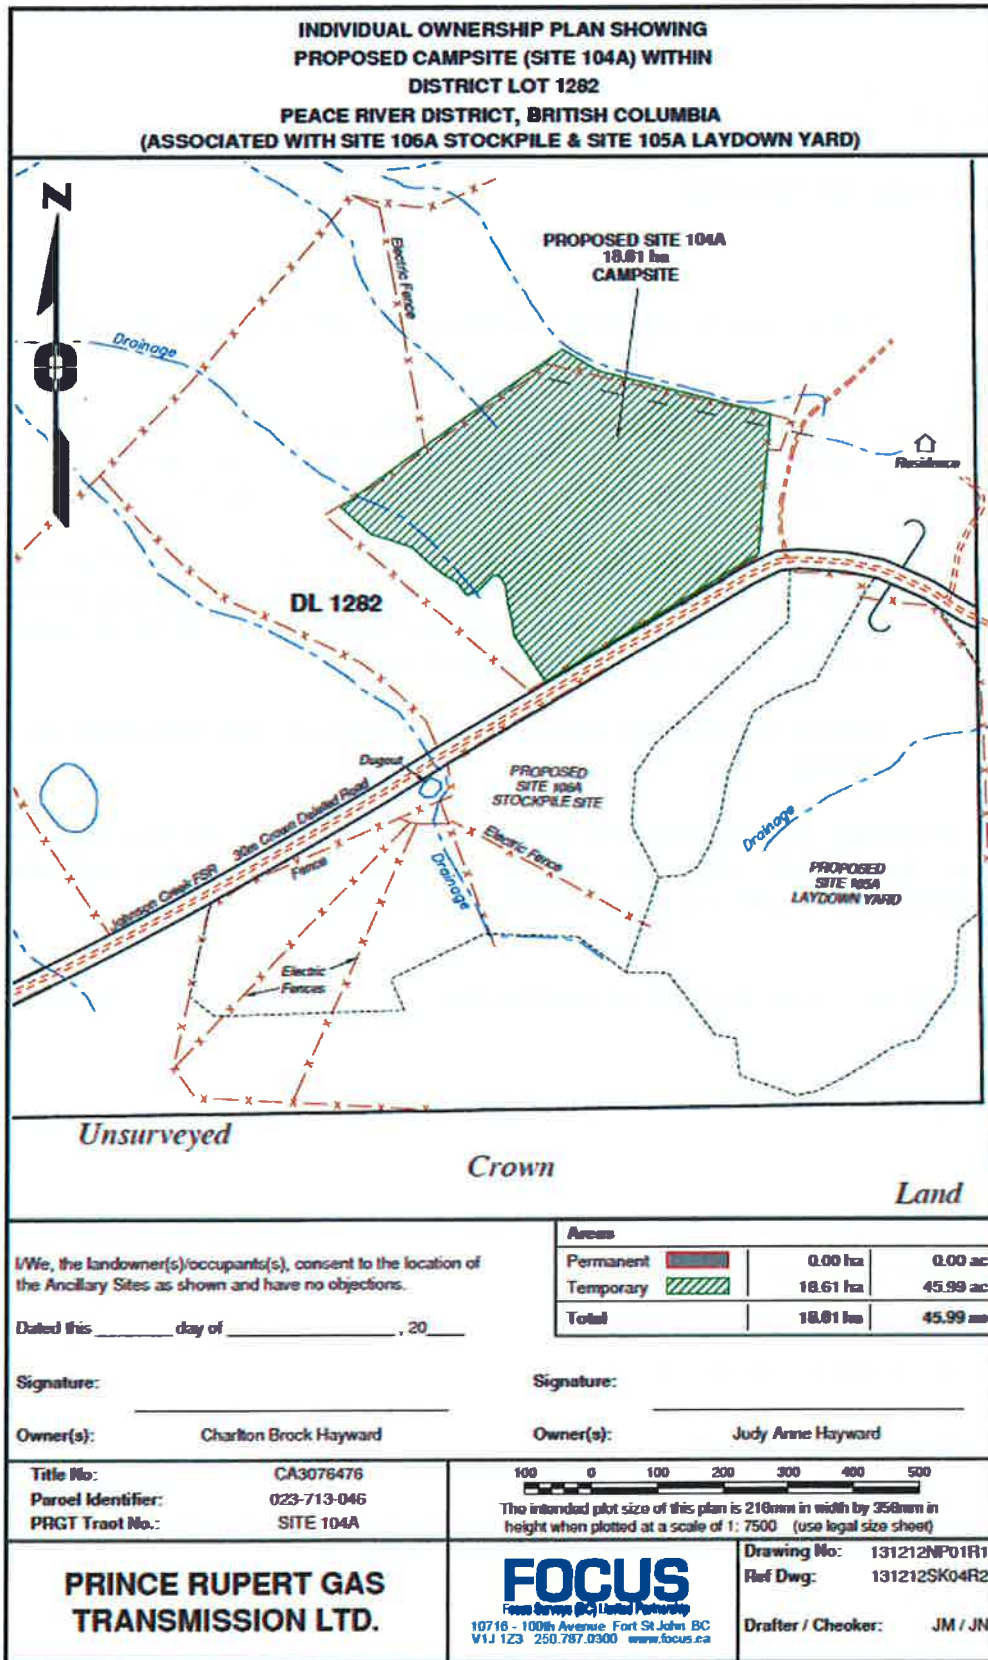 INDIVIDUAL OWNERSHIP PLAN SHOWING
PROPOSED CAMPSITE (SITE 104A) WITHIN
DISTRICT LOT 1282
PEACE RIVER DISTRICT, BRITISH COLUMBIA
(ASSOCIATED WITH SITE 106A STOCKPILE & SITE 105A LAYDOWN YARD)
N
PROPOSED SITE 104A
18.61 ha
CAMPSITE
Electric Fence
Drainage
Residence
DL 1282
Dugout
PROPOSED
SITE 106A
STOCKPILE SITE
Johnson Creek FSR 30m Crown Deleted Road
Fence
Electric Fence
Drainage
Drainage
PROPOSED
SITE 105A
LAYDOWN YARD
Electric
Fences
Unsurveyed
Crown
Land
I/We, the landowner(s)/occupants(s), consent to the location of
the Ancillary Sites as shown and have no objections.
Dated this ________ day of ________________, 20____
Areas
Permanent 0.00 ha 0.00 ac
Temporary 18.61 ha 45.99 ac
Total 18.61 ha 45.99 ac
Signature: Signature:
Owner(s): Charlton Brock Hayward Owner(s): Judy Anne Hayward
Title No: CA3076476
Parcel Identifier: 023-713-046
PRGT Tract No.: SITE 104A
100 0 100 200 300 400 500
The intended plot size of this plan is 216mm in width by 356mm in
height when plotted at a scale of 1: 7500 (use legal size sheet)
PRINCE RUPERT GAS
TRANSMISSION LTD.
FOCUS
Focus Surveys (BC) Limited Partnership
10716 - 100th Avenue Fort St John BC
V1J 1Z3 250.787.0300 www.focus.ca
Drawing No: 131212NP01R1
Ref Dwg: 131212SK04R2
Drafter / Checker: JM / JN